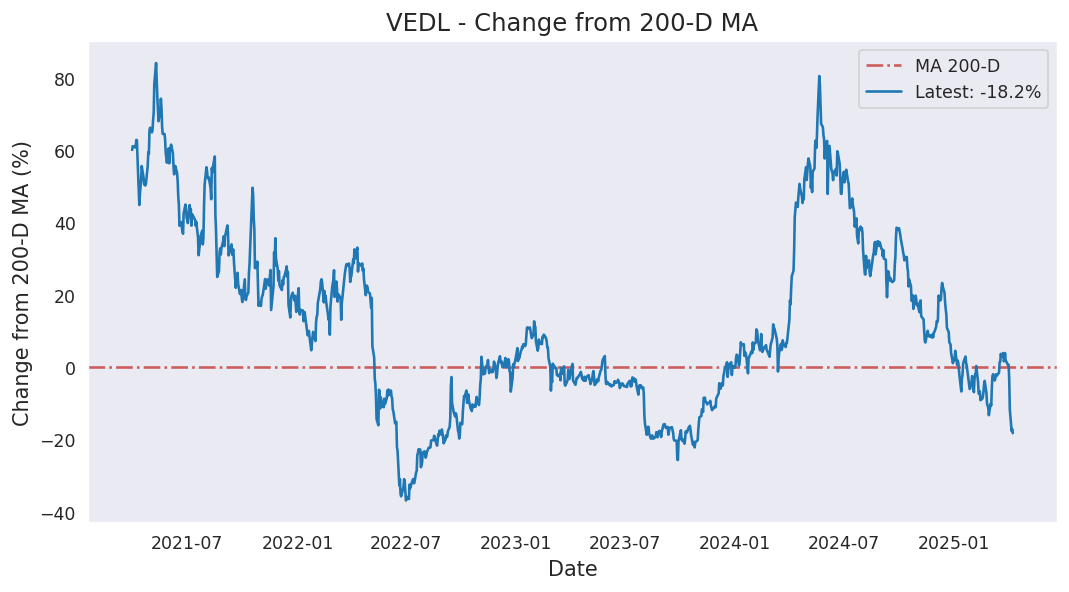 VEDL - Change from 200-D MA
MA 200-D
Latest: -18.2%
Change from 200-D MA (%)
80
60
40
20
0
−20
−40
2021-07 2022-01 2022-07 2023-01 2023-07 2024-01 2024-07 2025-01
Date